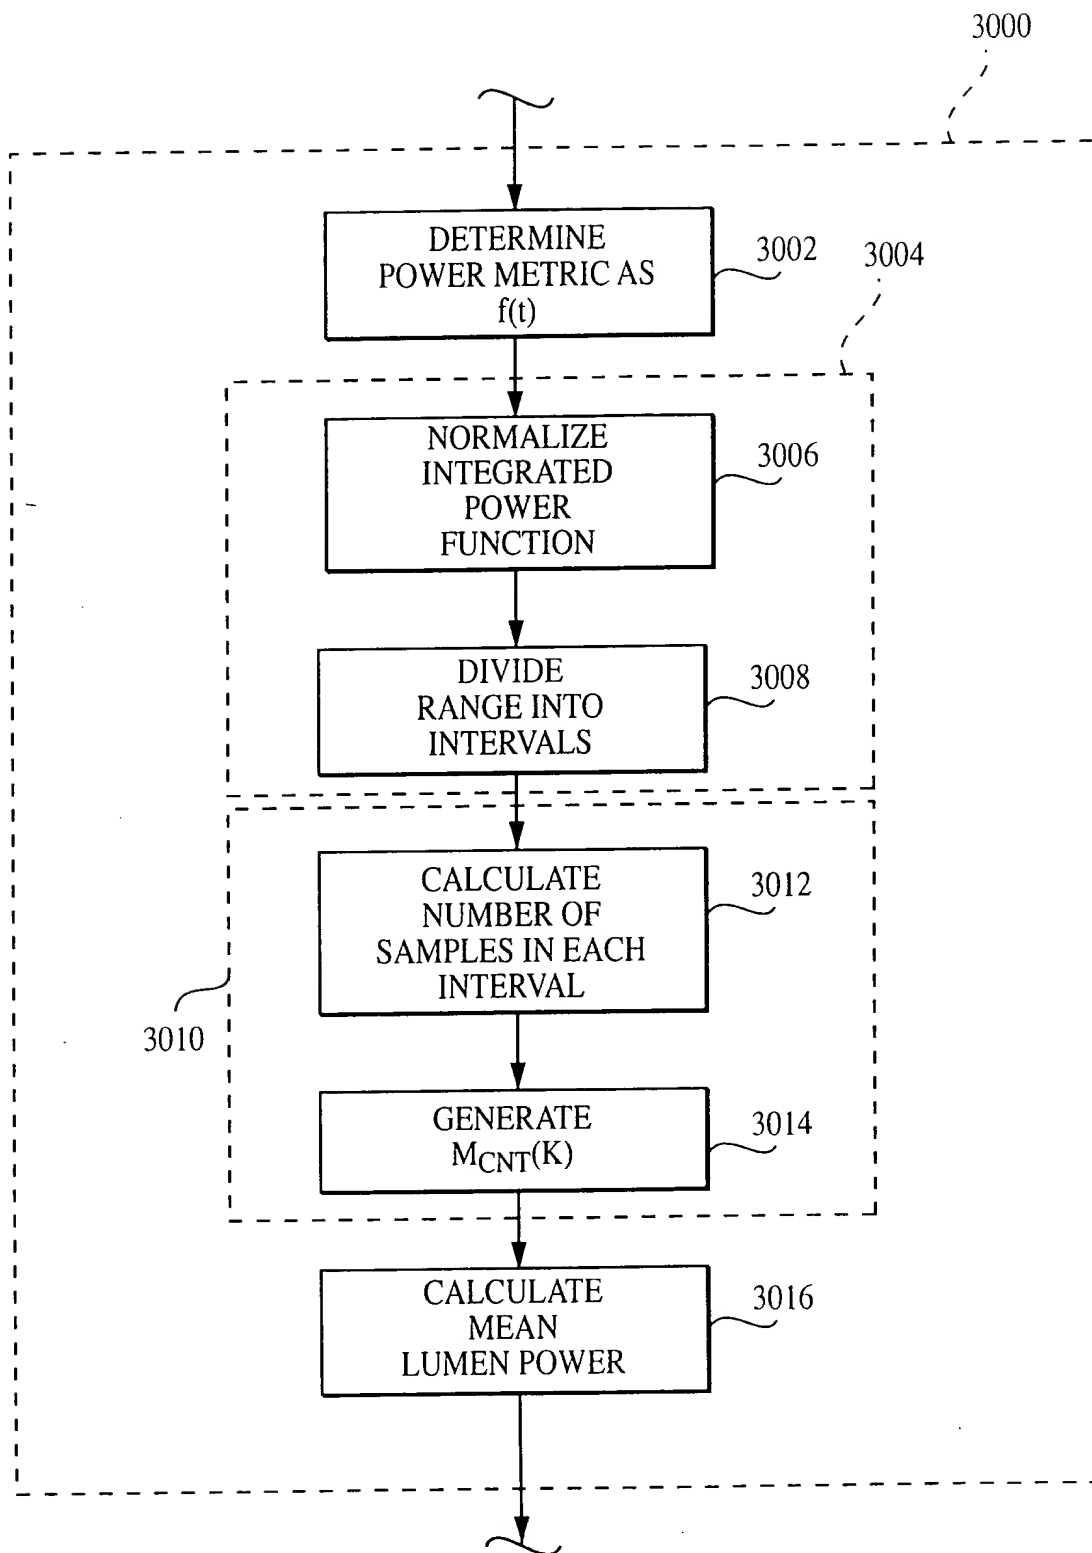 3000
DETERMINE
POWER METRIC AS
f(t)
3002
3004
NORMALIZE
INTEGRATED
POWER
FUNCTION
3006
DIVIDE
RANGE INTO
INTERVALS
3008
CALCULATE
NUMBER OF
SAMPLES IN EACH
INTERVAL
3012
3010
GENERATE
MCNT(K)
3014
CALCULATE
MEAN
LUMEN POWER
3016